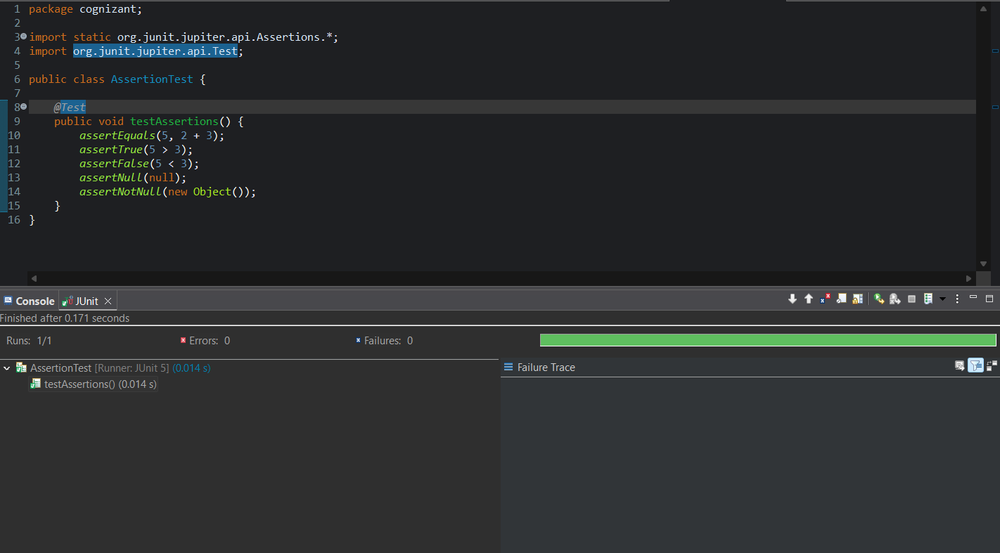 1 package cognizant;
2
3 import static org.junit.jupiter.api.Assertions.*;
4 import org.junit.jupiter.api.Test;
5
6 public class AssertionTest {
7
8     @Test
9     public void testAssertions() {
10         assertEquals(5, 2 + 3);
11         assertTrue(5 > 3);
12         assertFalse(5 < 3);
13         assertNull(null);
14         assertNotNull(new Object());
15     }
16 }
Console JUnit
Finished after 0.171 seconds
Runs: 1/1 Errors: 0 Failures: 0
AssertionTest [Runner: JUnit 5] (0.014 s)
testAssertions() (0.014 s)
Failure Trace